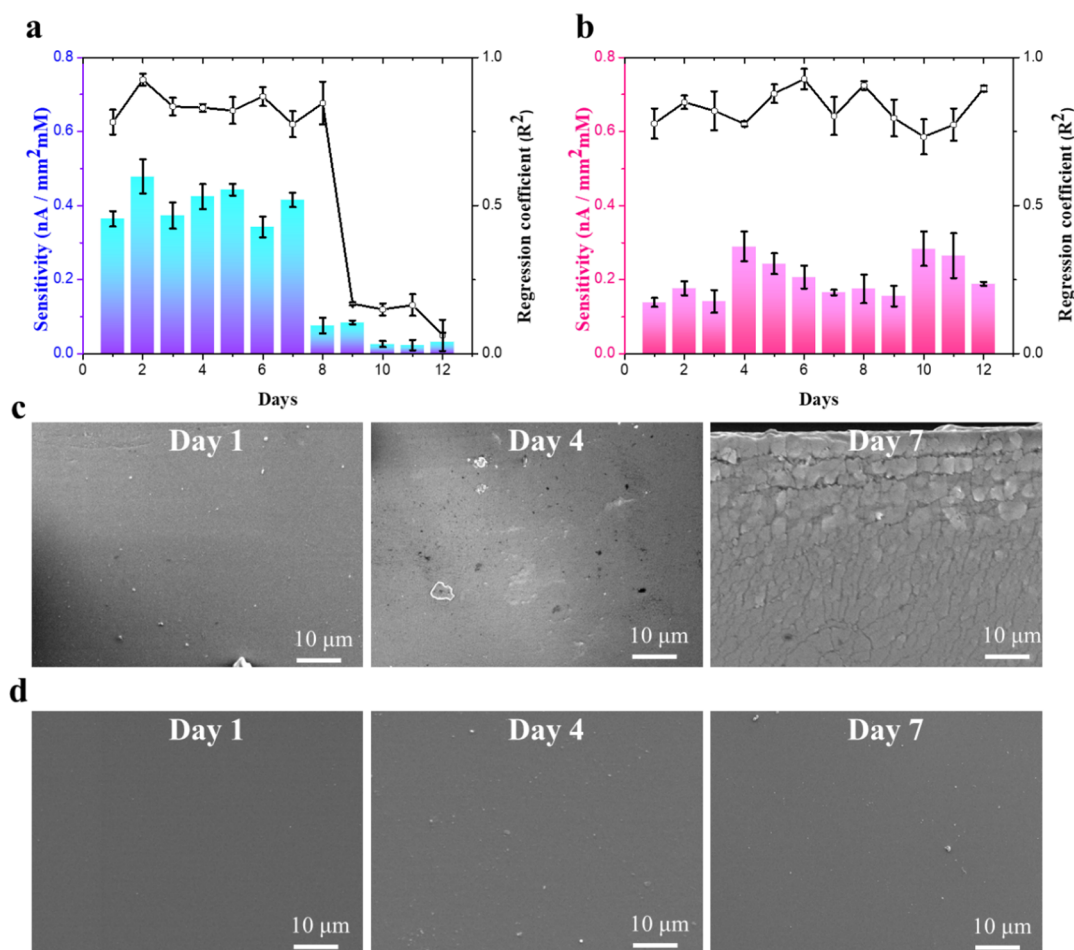 a
b
0.8
0.6
0.4
0.2
0.0
Sensitivity (nA / mm²mM)
1.0
0.5
0.0
Regression coefficient (R²)
0 2 4 6 8 10 12
Days
0.8
0.6
0.4
0.2
0.0
Sensitivity (nA / mm²mM)
1.0
0.5
0.0
Regression coefficient (R²)
0 2 4 6 8 10 12
Days
c
Day 1
10 μm
Day 4
10 μm
Day 7
10 μm
d
Day 1
10 μm
Day 4
10 μm
Day 7
10 μm